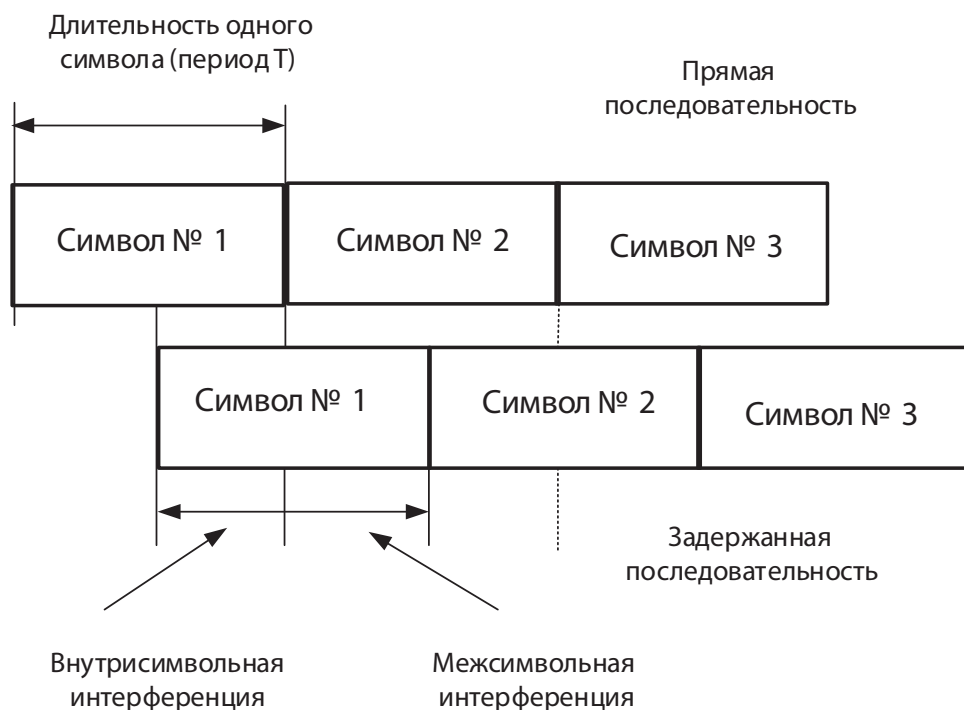 Длительность одного
символа (период T)
Прямая
последовательность
Символ № 1
Символ № 2
Символ № 3
Символ № 1
Символ № 2
Символ № 3
Задержанная
последовательность
Внутрисимвольная
интерференция
Межсимвольная
интерференция